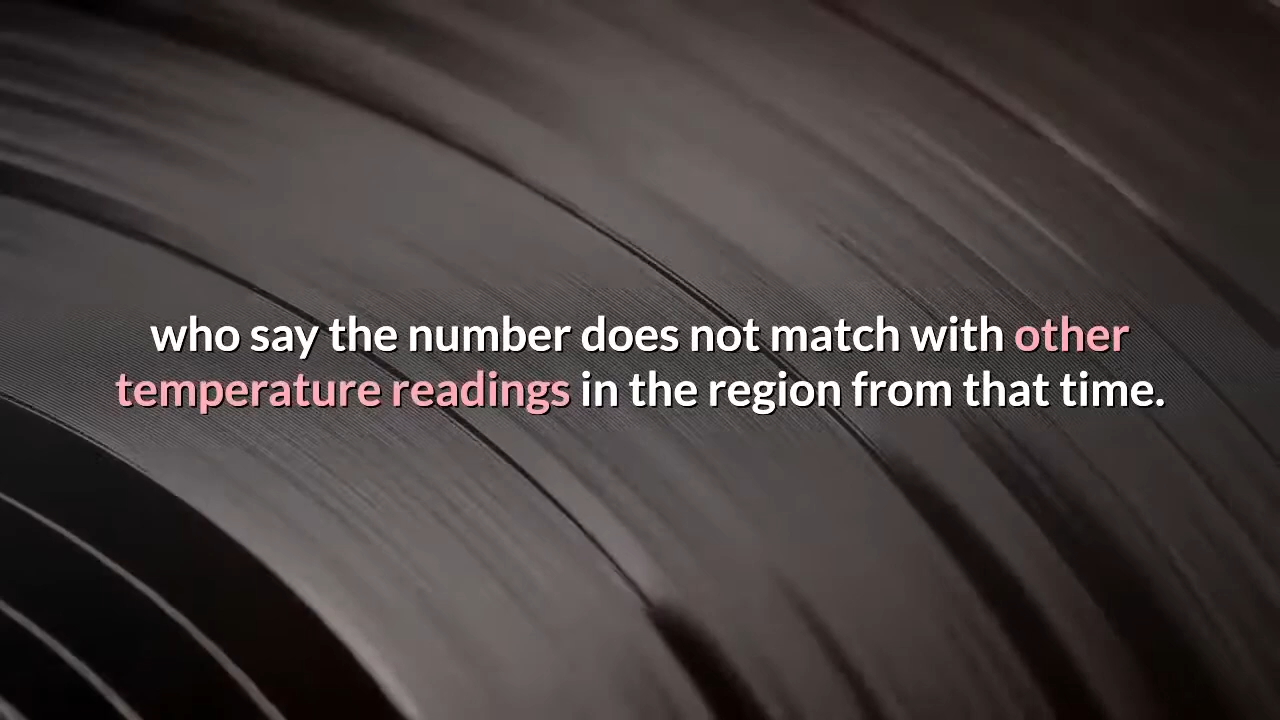 who say the number does not match with other
temperature readings in the region from that time.